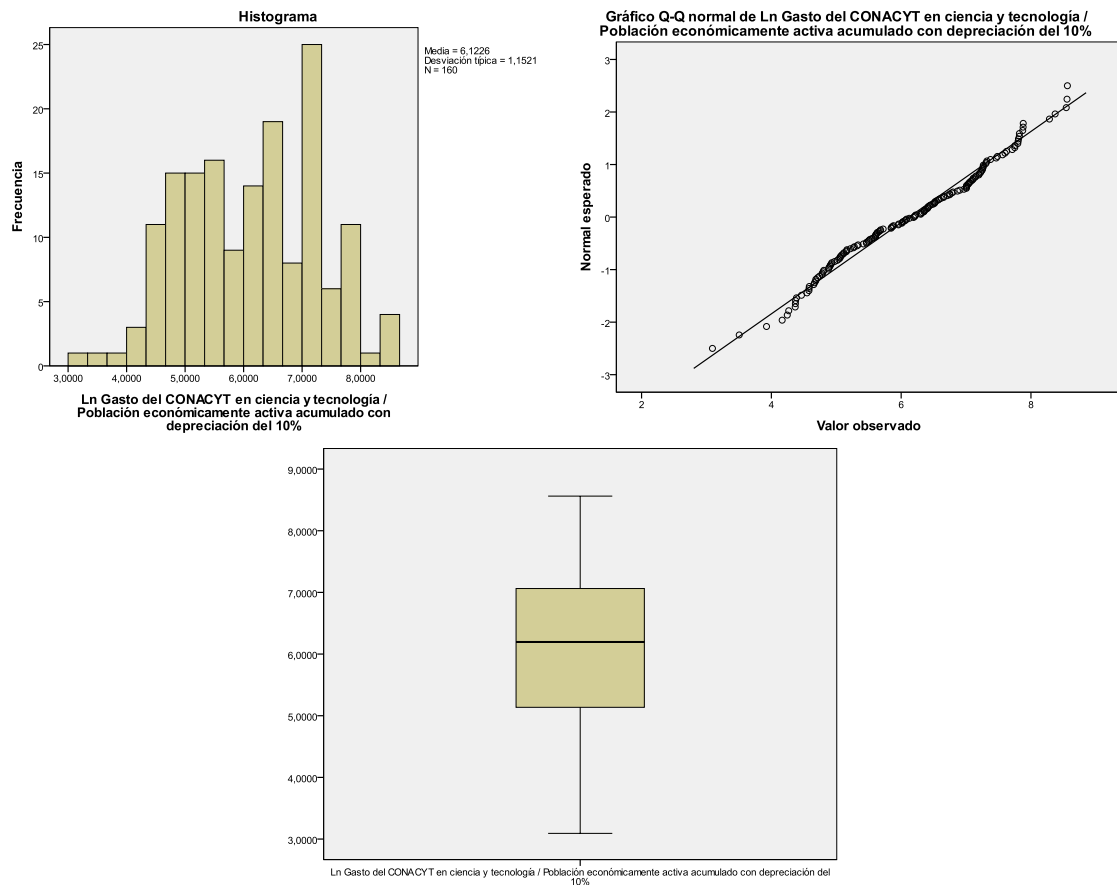 Histograma
Media = 6,1226
Desviación típica = 1,1521
N = 160
Frecuencia
25
20
15
10
5
0
3,0000 4,0000 5,0000 6,0000 7,0000 8,0000
Ln Gasto del CONACYT en ciencia y tecnología /
Población económicamente activa acumulado con
depreciación del 10%
Gráfico Q-Q normal de Ln Gasto del CONACYT en ciencia y tecnología /
Población económicamente activa acumulado con depreciación del 10%
Normal esperado
3
2
1
0
-1
-2
-3
2 4 6 8
Valor observado
9,0000
8,0000
7,0000
6,0000
5,0000
4,0000
3,0000
Ln Gasto del CONACYT en ciencia y tecnología / Población económicamente activa acumulado con depreciación del
10%